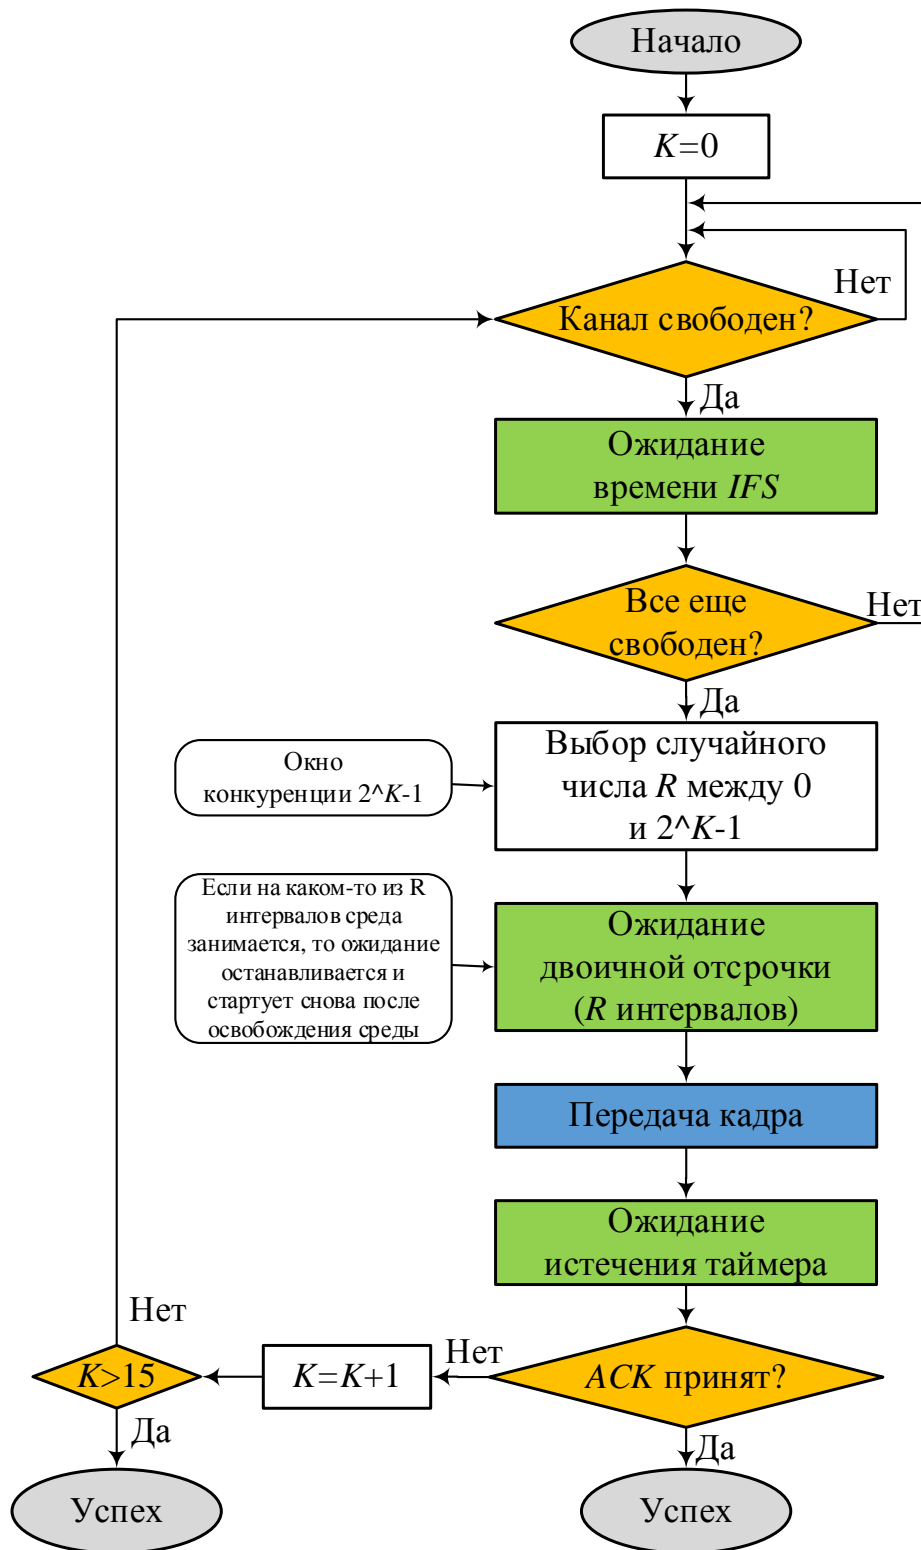 Начало
K=0
Канал свободен?
Нет
Да
Ожидание
времени IFS
Все еще
свободен?
Нет
Да
Окно
конкуренции 2^K-1
Выбор случайного
числа R между 0
и 2^K-1
Если на каком-то из R
интервалов среда
занимается, то ожидание
останавливается и
стартует снова после
освобождения среды
Ожидание
двоичной отсрочки
(R интервалов)
Передача кадра
Ожидание
истечения таймера
Нет
K>15
K=K+1
Нет
ACK принят?
Да
Да
Успех
Успех